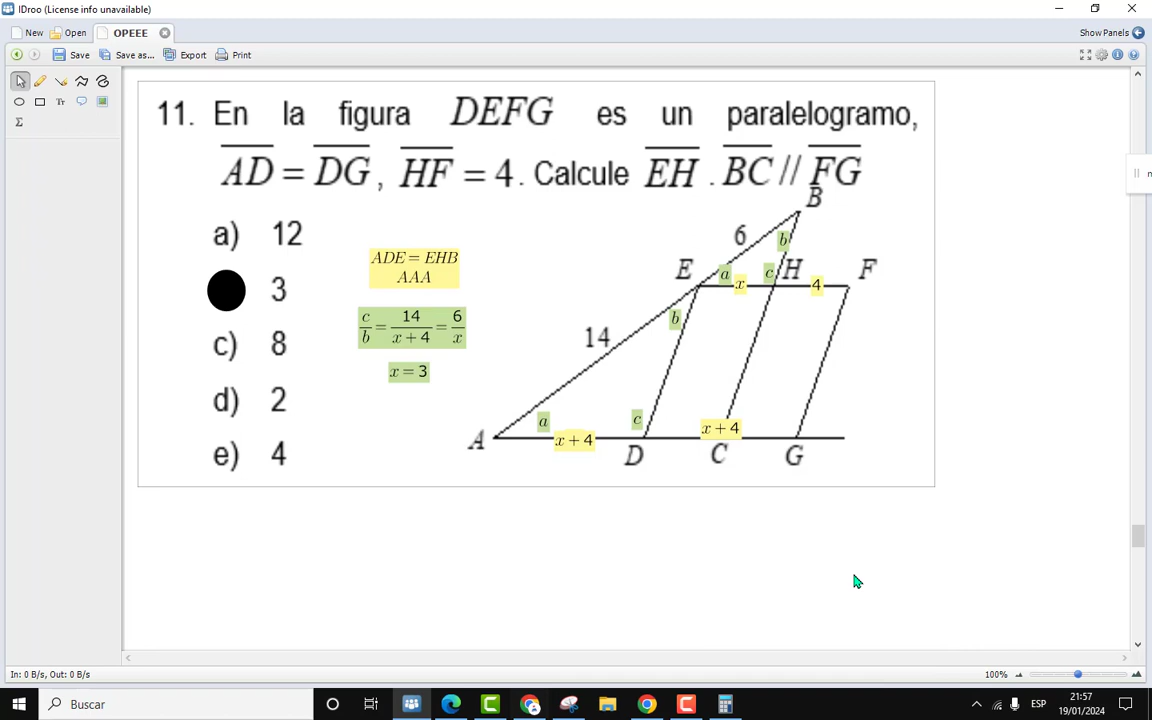 IDroo (License info unavailable)
New Open OPEEE Show Panels
Save Save as... Export Print
Tr
Σ
11. En la figura DEFG es un paralelogramo,
AD = DG, HF = 4. Calcule EH. BC // FG
a) 12
3
c) 8
d) 2
e) 4
ADE = EHB
AAA
c/b = 14/(x + 4) = 6/x
x = 3
B
6
b
E
a
x
c
H
4
F
b
14
A
a
x + 4
c
D
x + 4
C
G
In: 0 B/s, Out: 0 B/s 100%
Buscar
ESP
21:57
19/01/2024